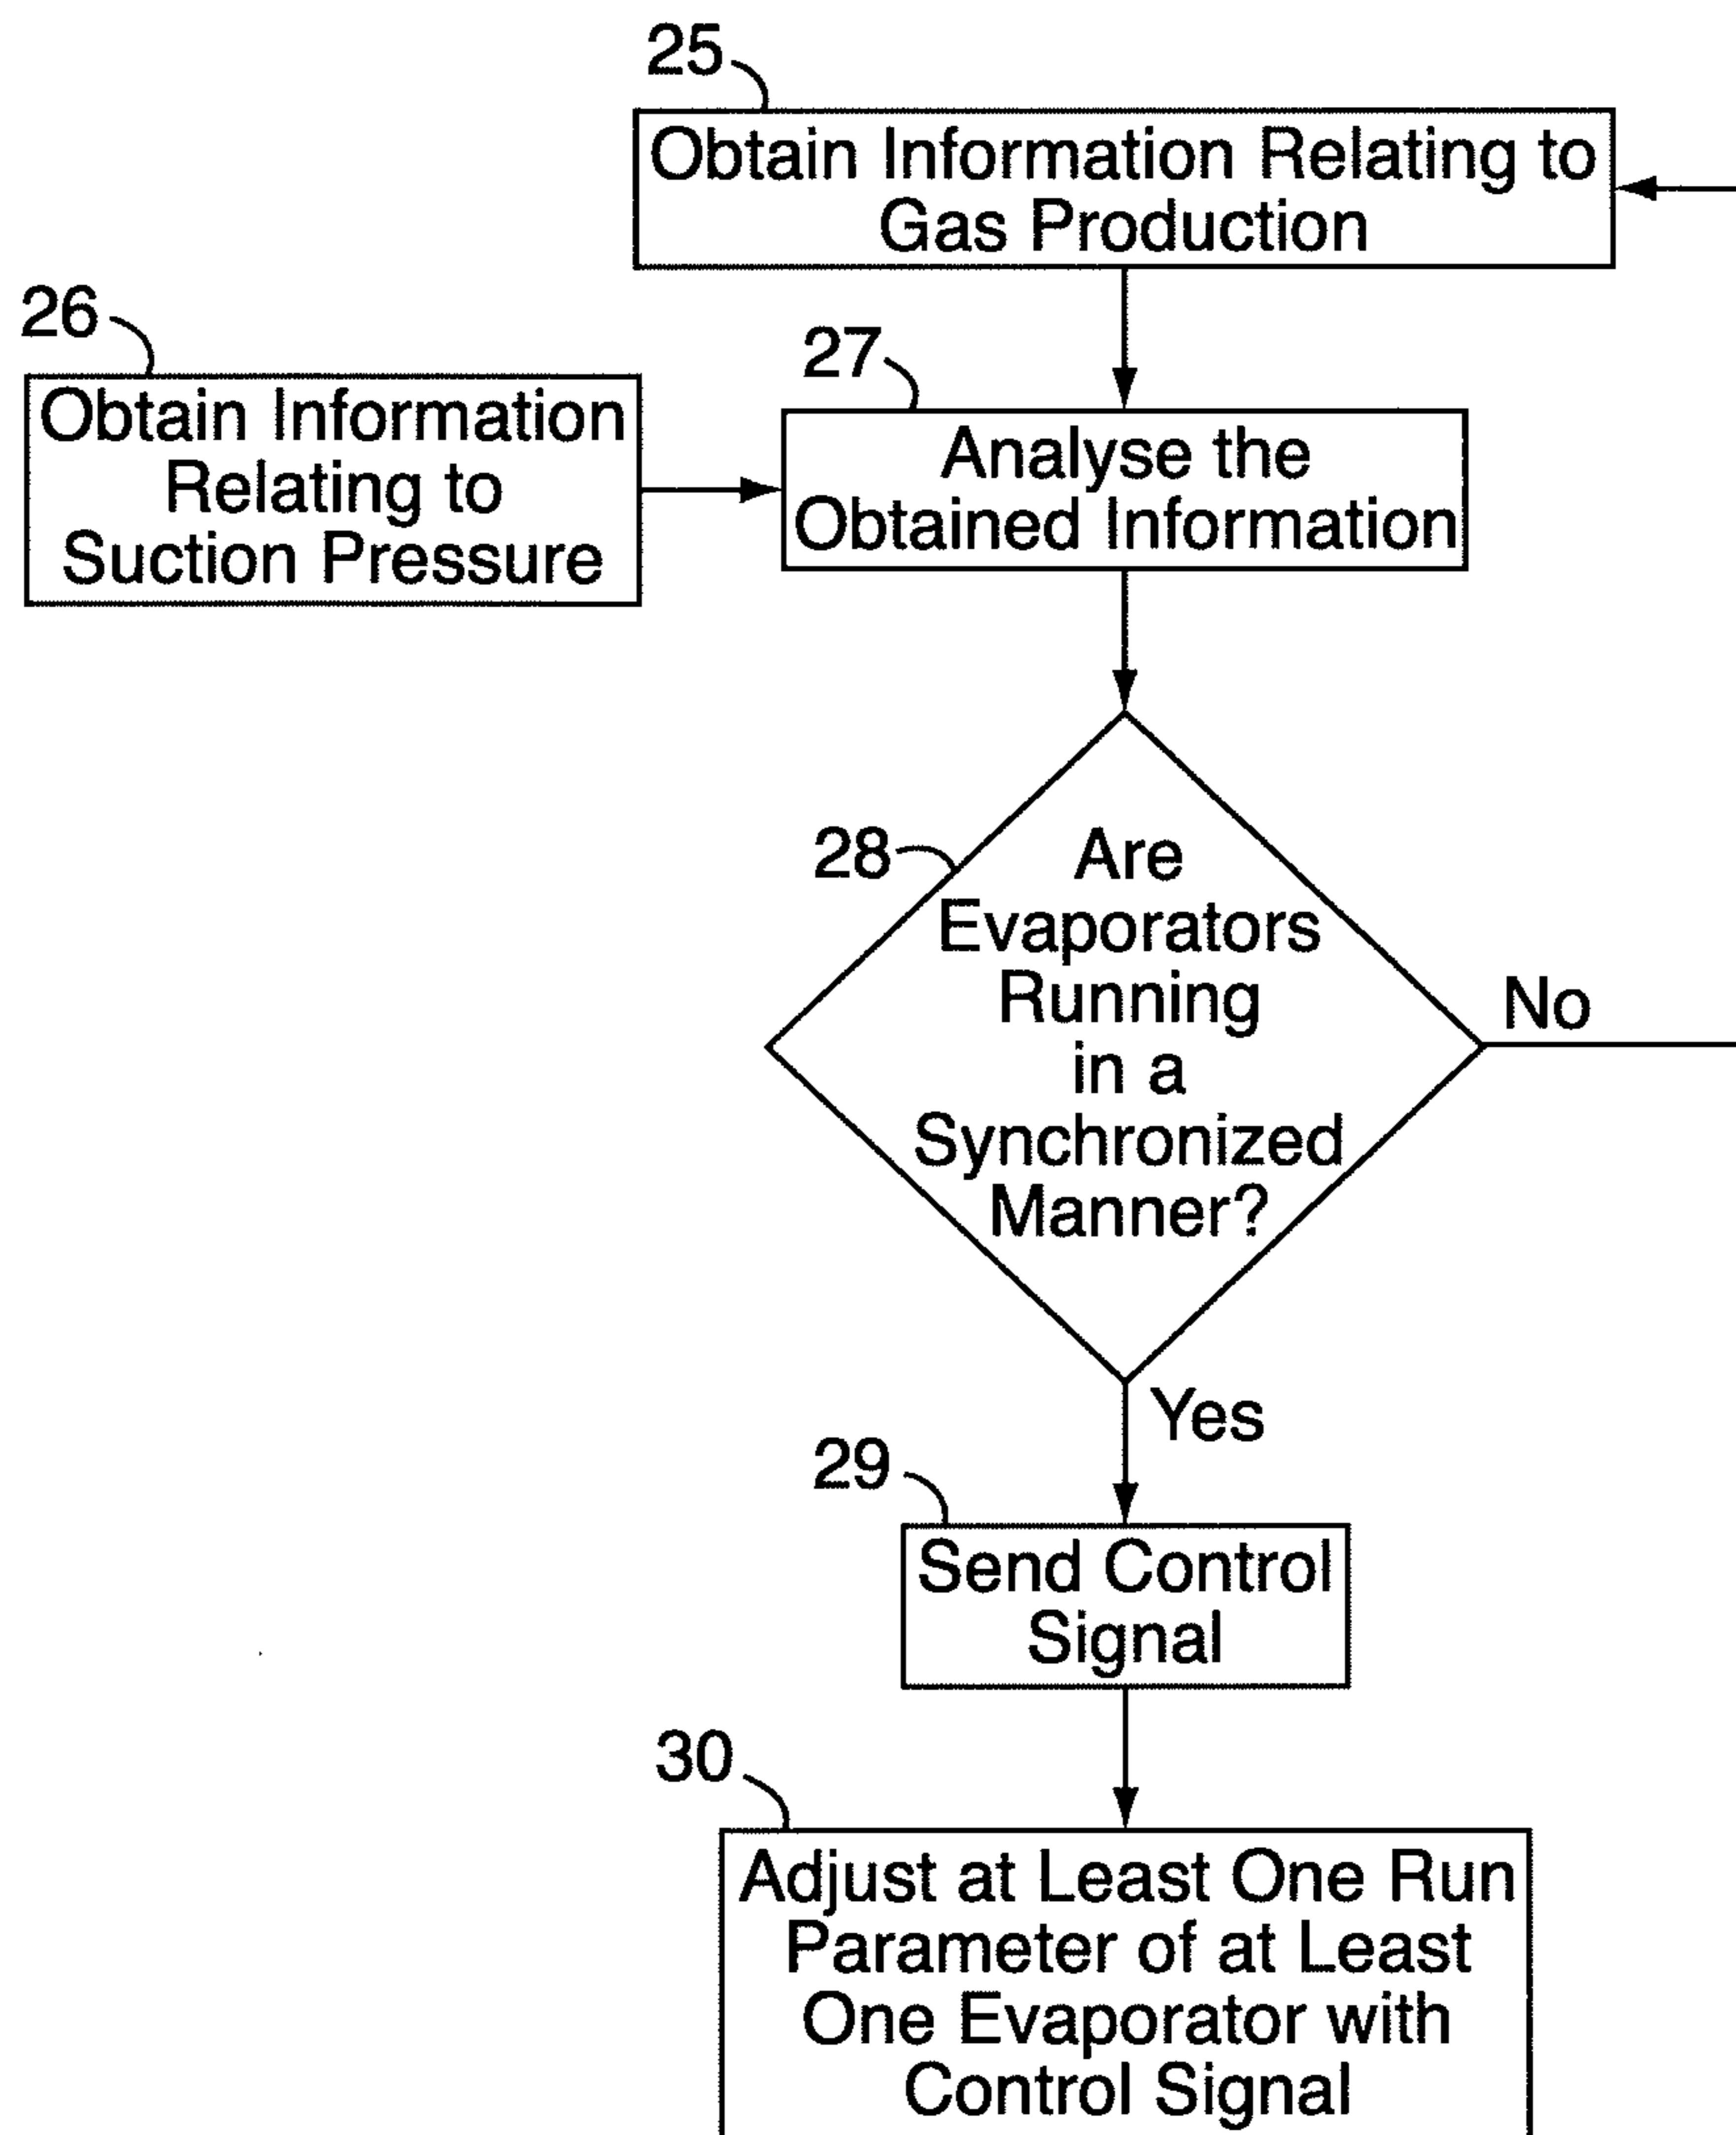 25
Obtain Information Relating to
Gas Production
26
Obtain Information
Relating to
Suction Pressure
27
Analyse the
Obtained Information
28
Are
Evaporators
Running
in a
Synchronized
Manner?
No
Yes
29
Send Control
Signal
30
Adjust at Least One Run
Parameter of at Least
One Evaporator with
Control Signal